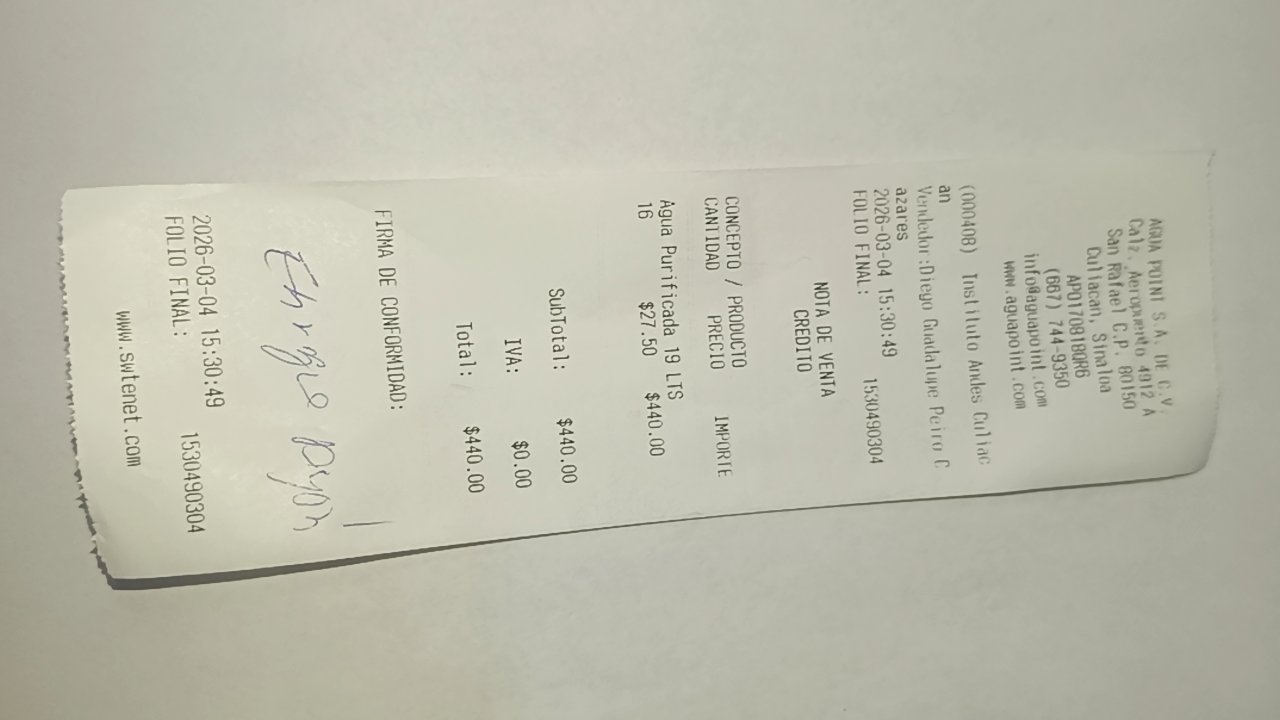 AGUA POINT S.A. DE C.V.
Calz. Aeropuerto 4912 A
San Rafael C.P. 80150
Culiacan, Sinaloa
APO170818QR6
(667) 744-9350
info@aguapoint.com
www.aguapoint.com
(000408) Instituto Andes Culiac
an
Vendedor:Diego Guadalupe Peiro C
azares
2026-03-04 15:30:49
FOLIO FINAL: 1530490304
NOTA DE VENTA
CREDITO
CONCEPTO / PRODUCTO
CANTIDAD PRECIO IMPORTE
Agua Purificada 19 LTS
16 $27.50 $440.00
SubTotal: $440.00
IVA: $0.00
Total: $440.00
FIRMA DE CONFORMIDAD:
2026-03-04 15:30:49
FOLIO FINAL: 1530490304
www.swtenet.com